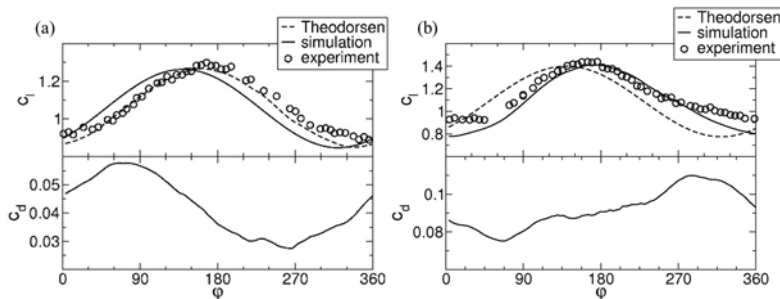 (a)
Theodorsen
simulation
experiment
c_l
1.2
1
0.05
0.04
0.03
c_d
0 90 180 270 360
φ
(b)
Theodorsen
simulation
experiment
c_l
1.4
1.2
1
0.8
0.1
0.08
c_d
0 90 180 270 360
φ